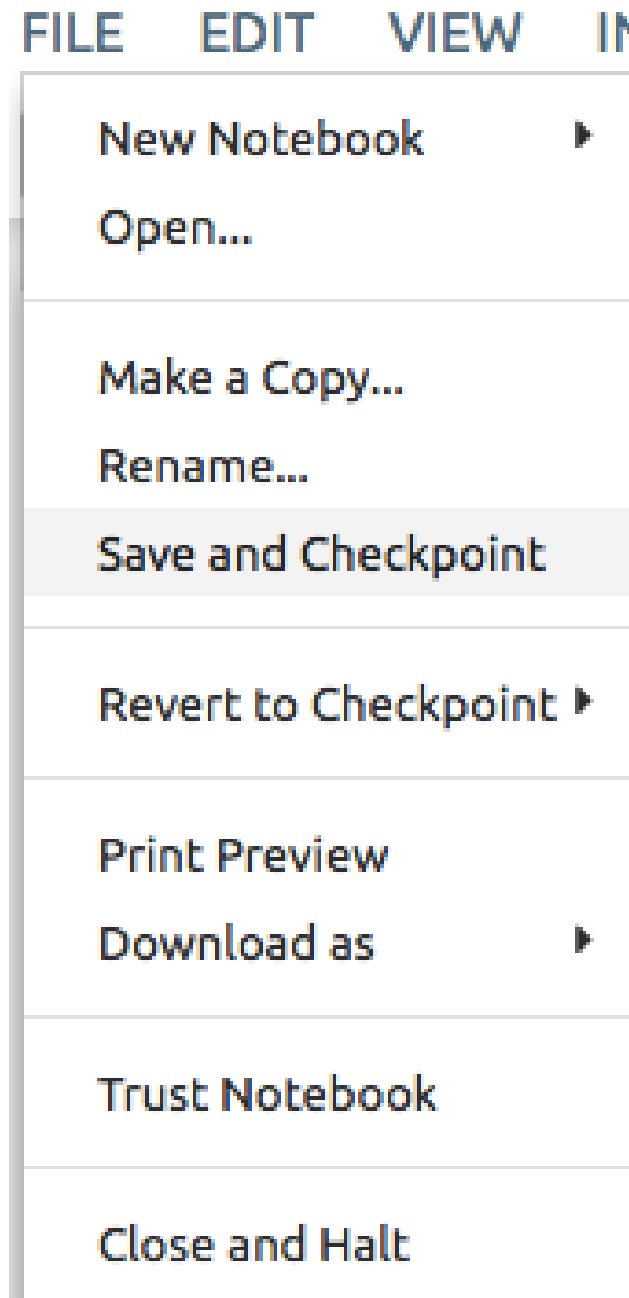 FILE EDIT VIEW
New Notebook
Open...
Make a Copy...
Rename...
Save and Checkpoint
Revert to Checkpoint
Print Preview
Download as
Trust Notebook
Close and Halt